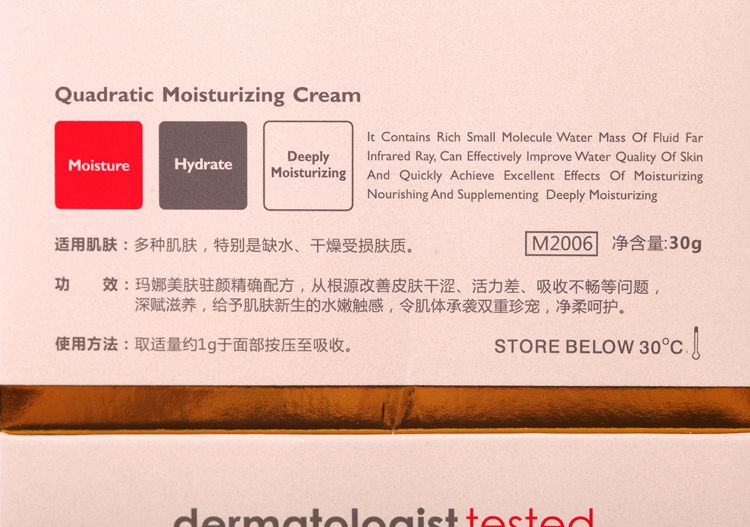 Quadratic Moisturizing Cream
Moisture
Hydrate
Deeply
Moisturizing
It Contains Rich Small Molecule Water Mass Of Fluid Far
Infrared Ray, Can Effectively Improve Water Quality Of Skin
And Quickly Achieve Excellent Effects Of Moisturizing
Nourishing And Supplementing Deeply Moisturizing
适用肌肤：多种肌肤，特别是缺水、干燥受损肤质。
M2006 净含量:30g
功 效：玛娜美肤驻颜精确配方，从根源改善皮肤干涩、活力差、吸收不畅等问题，
深赋滋养，给予肌肤新生的水嫩触感，令肌体承袭双重珍宠，净柔呵护。
使用方法：取适量约1g于面部按压至吸收。
STORE BELOW 30°C
dermatologist tested